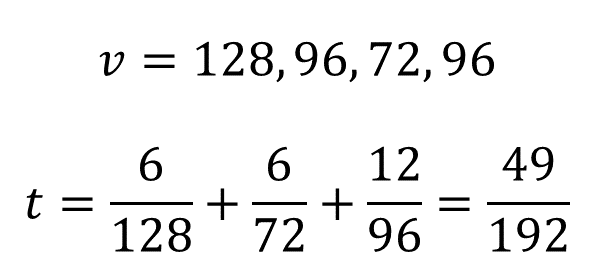 v = 128, 96, 72, 96
t = 6/128 + 6/72 + 12/96 = 49/192